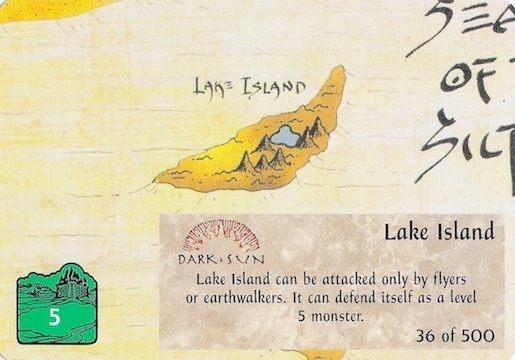 SEA
OF
SILT
LAKE ISLAND
Lake Island
DARK•SUN
Lake Island can be attacked only by flyers
or earthwalkers. It can defend itself as a level
5 monster.
5
36 of 500